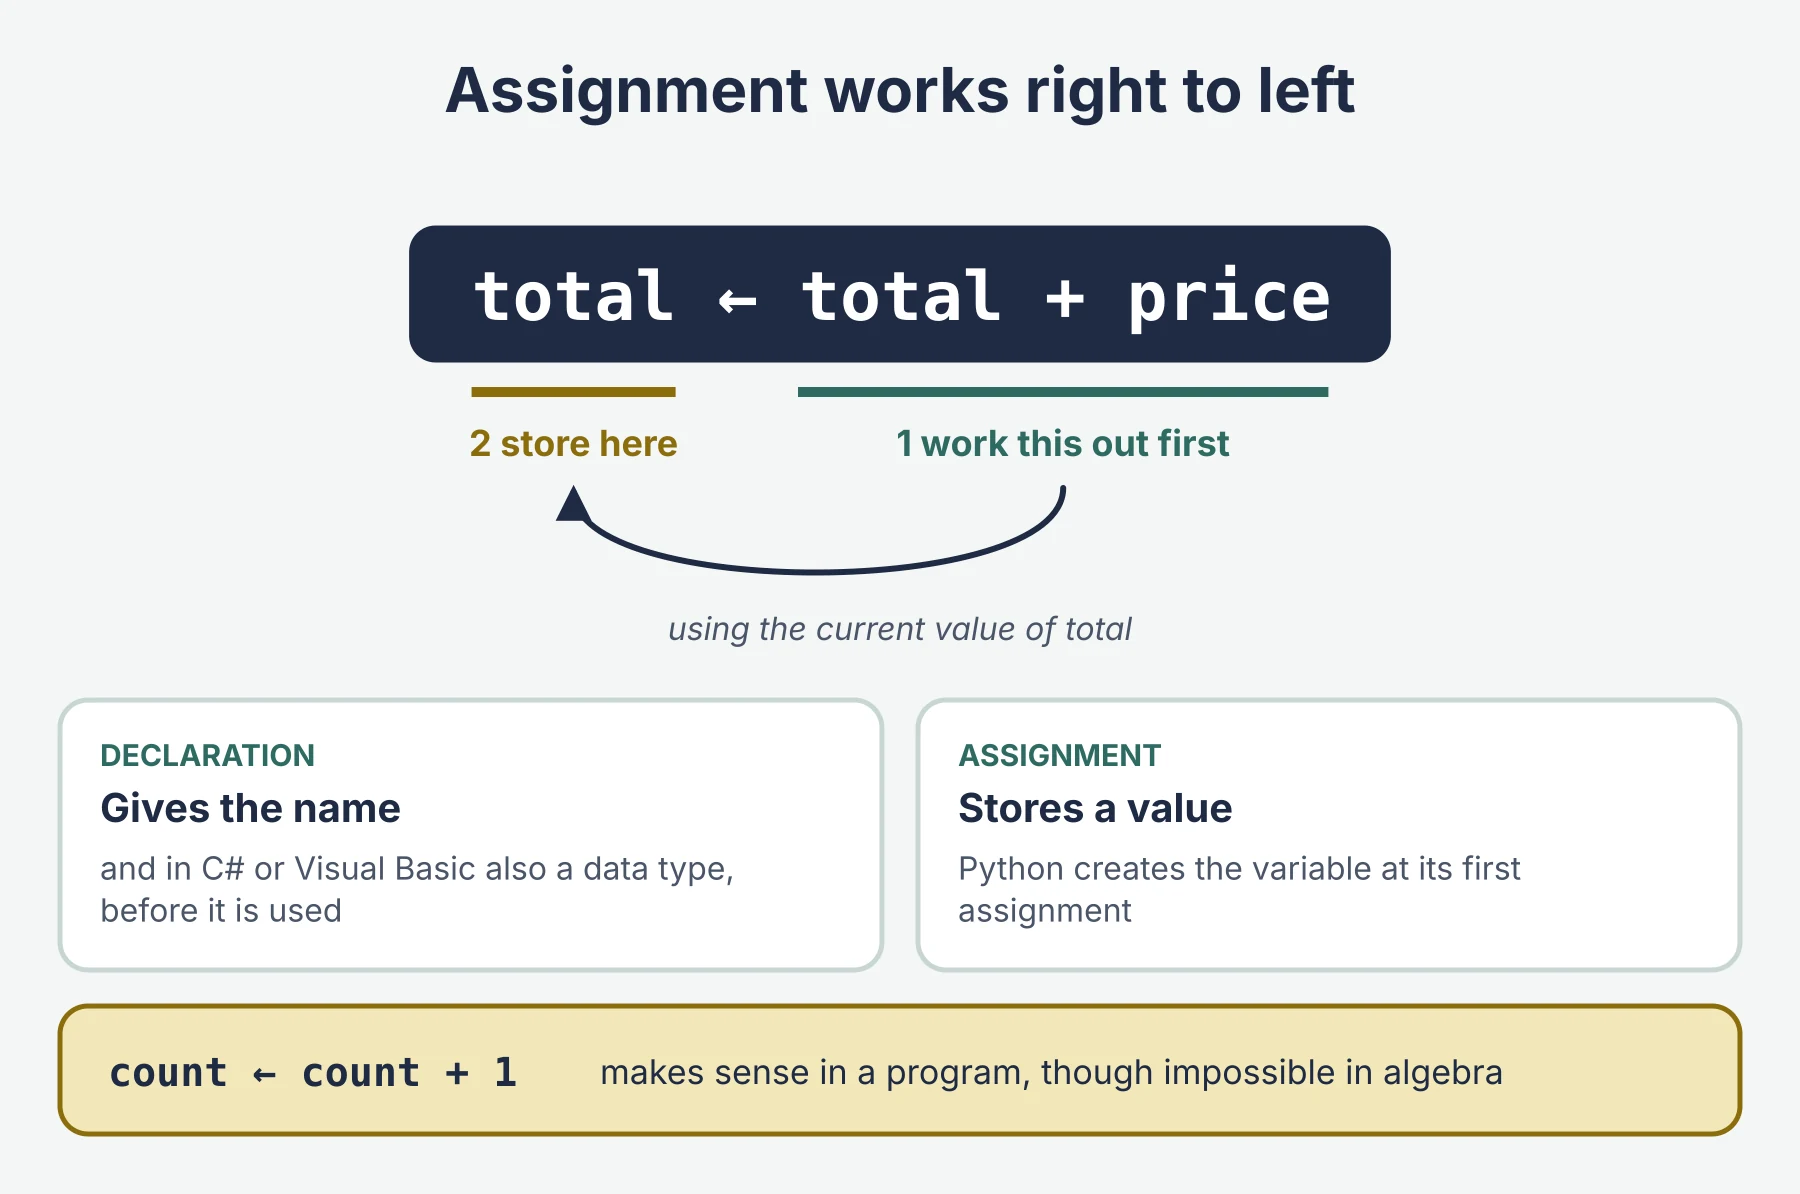 Assignment works right to left
total ← total + price
2 store here
1 work this out first
using the current value of total
DECLARATION
Gives the name
and in C# or Visual Basic also a data type,
before it is used
ASSIGNMENT
Stores a value
Python creates the variable at its first
assignment
count ← count + 1 makes sense in a program, though impossible in algebra